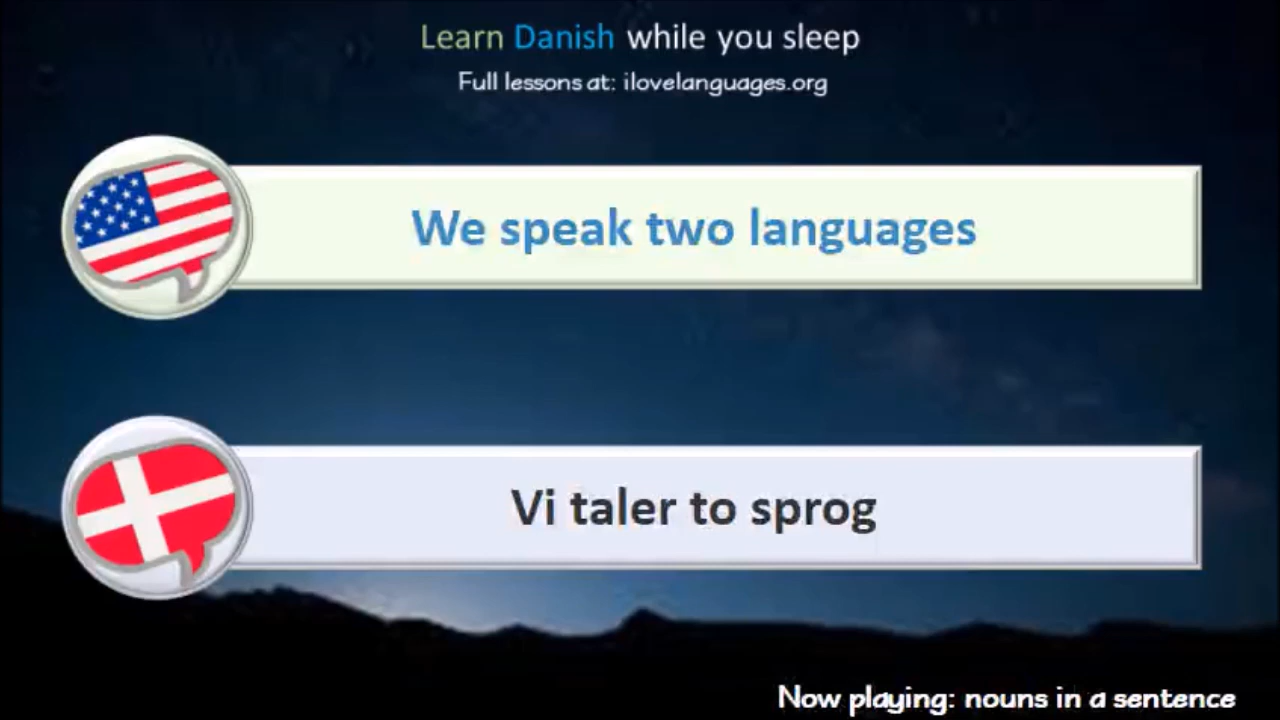 Learn Danish while you sleep
Full lessons at: ilovelanguages.org
We speak two languages
Vi taler to sprog
Now playing: nouns in a sentence